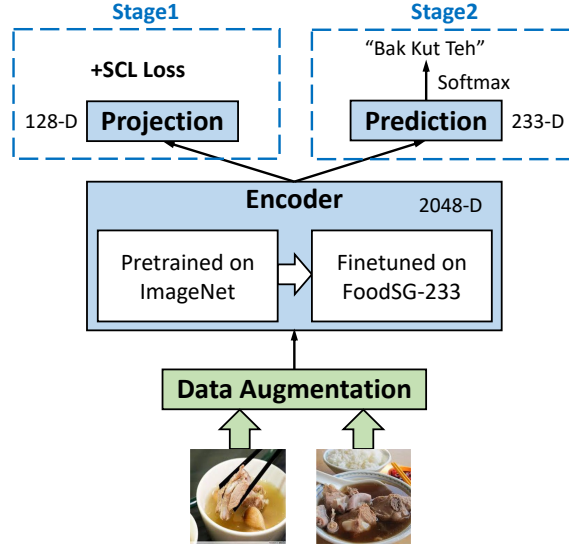 Stage1
Stage2
+SCL Loss
“Bak Kut Teh”
Softmax
128-D
Projection
Prediction
233-D
Encoder
2048-D
Pretrained on
ImageNet
Finetuned on
FoodSG-233
Data Augmentation